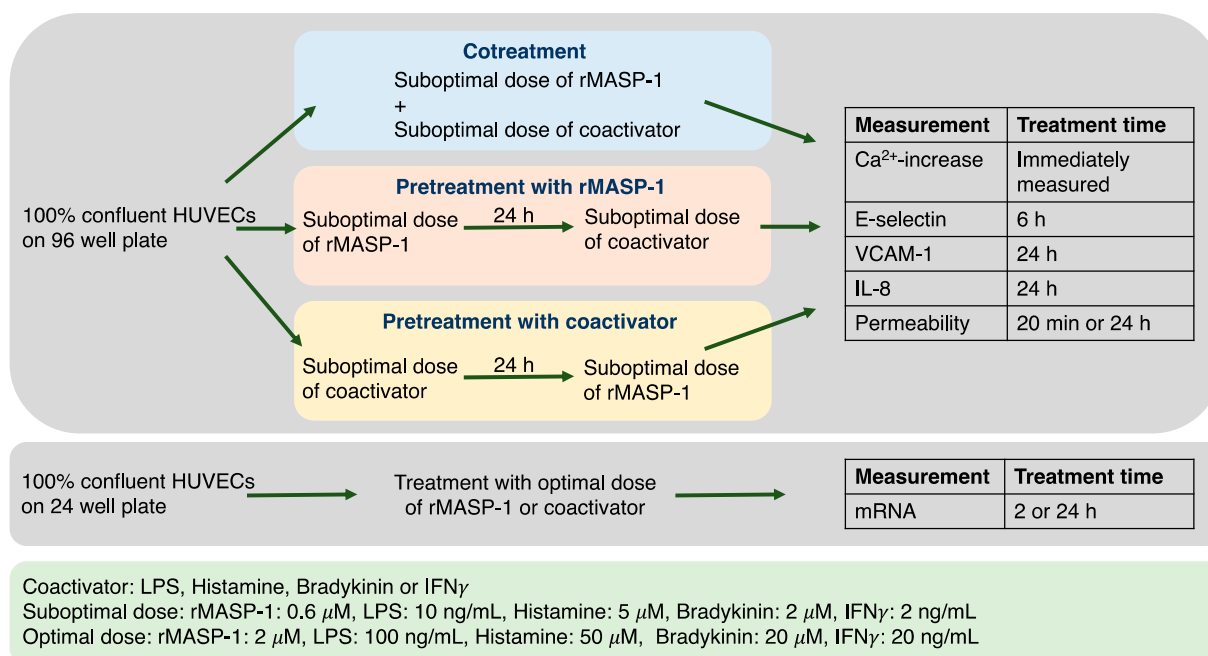 Cotreatment
Suboptimal dose of rMASP-1
+
Suboptimal dose of coactivator
100% confluent HUVECs
on 96 well plate
Pretreatment with rMASP-1
Suboptimal dose
of rMASP-1
24 h
Suboptimal dose
of coactivator
Pretreatment with coactivator
Suboptimal dose
of coactivator
24 h
Suboptimal dose
of rMASP-1
Measurement Treatment time
Ca²⁺-increase Immediately
measured
E-selectin 6 h
VCAM-1 24 h
IL-8 24 h
Permeability 20 min or 24 h
100% confluent HUVECs
on 24 well plate
Treatment with optimal dose
of rMASP-1 or coactivator
Measurement Treatment time
mRNA 2 or 24 h
Coactivator: LPS, Histamine, Bradykinin or IFNγ
Suboptimal dose: rMASP-1: 0.6 μM, LPS: 10 ng/mL, Histamine: 5 μM, Bradykinin: 2 μM, IFNγ: 2 ng/mL
Optimal dose: rMASP-1: 2 μM, LPS: 100 ng/mL, Histamine: 50 μM, Bradykinin: 20 μM, IFNγ: 20 ng/mL